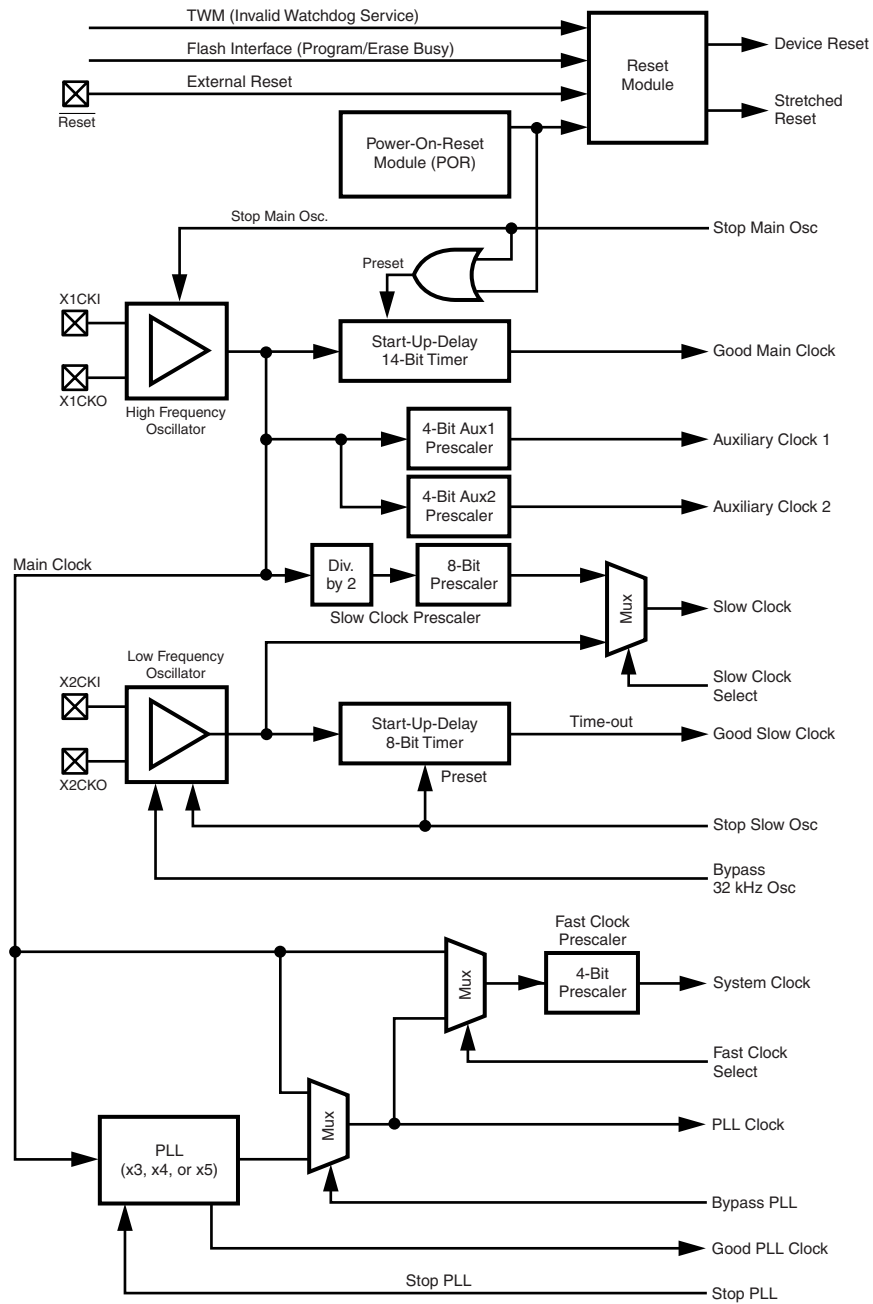 TWM (Invalid Watchdog Service)
Flash Interface (Program/Erase Busy)
External Reset
Reset
Reset
Module
Device Reset
Stretched
Reset
Power-On-Reset
Module (POR)
Stop Main Osc.
Stop Main Osc
Preset
X1CKI
X1CKO
High Frequency
Oscillator
Start-Up-Delay
14-Bit Timer
Good Main Clock
4-Bit Aux1
Prescaler
Auxiliary Clock 1
4-Bit Aux2
Prescaler
Auxiliary Clock 2
Main Clock
Div.
by 2
8-Bit
Prescaler
Slow Clock Prescaler
Mux
Slow Clock
Slow Clock
Select
Low Frequency
Oscillator
X2CKI
X2CKO
Start-Up-Delay
8-Bit Timer
Time-out
Good Slow Clock
Preset
Stop Slow Osc
Bypass
32 kHz Osc
Fast Clock
Prescaler
Mux
4-Bit
Prescaler
System Clock
Fast Clock
Select
Mux
PLL Clock
PLL
(x3, x4, or x5)
Bypass PLL
Good PLL Clock
Stop PLL
Stop PLL